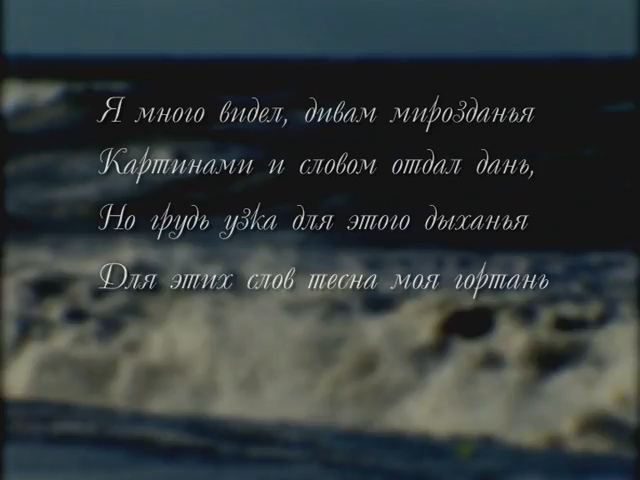 Я много видел, дивам мирозданья
Картинами и словом отдал дань,
Но грудь узка для этого дыханья
Для этих слов тесна моя гортань